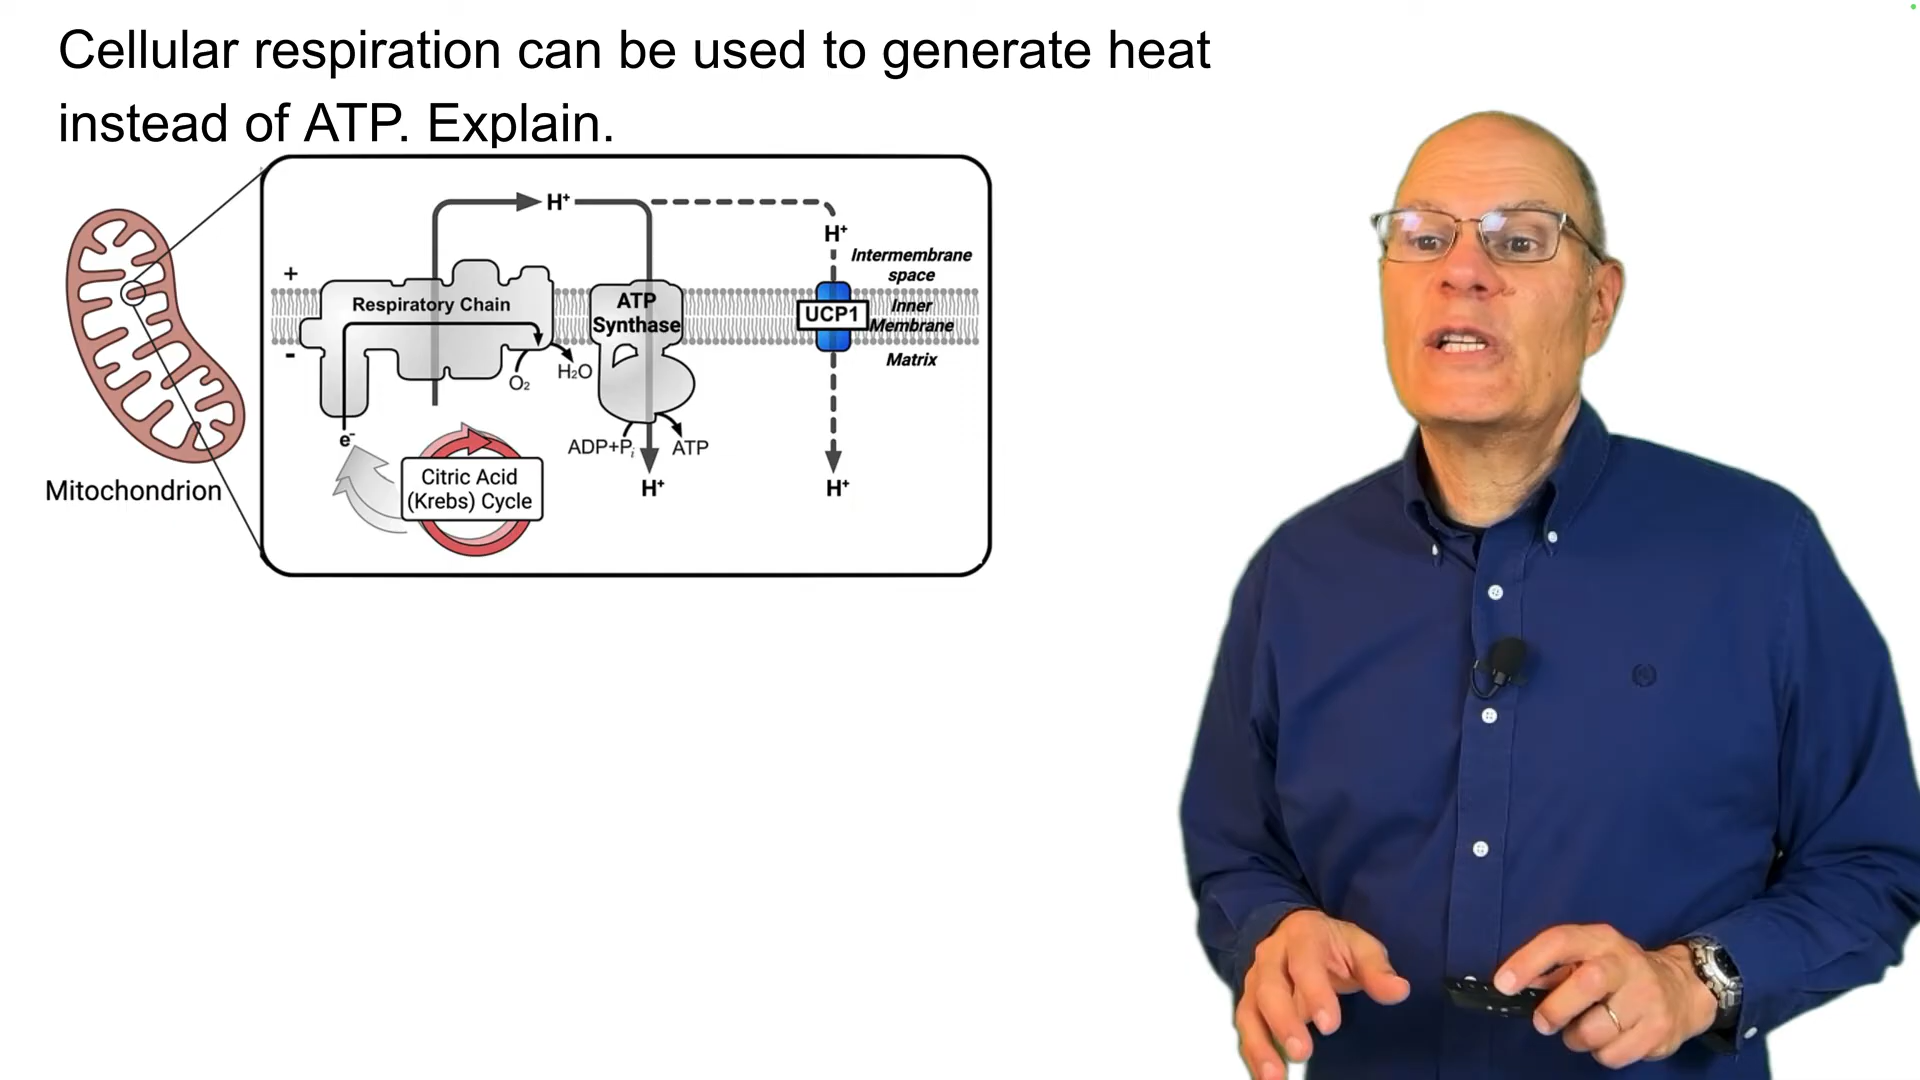 Cellular respiration can be used to generate heat
instead of ATP. Explain.
H⁺
H⁺
Intermembrane
space
+
Respiratory Chain
ATP
Synthase
UCP1
Inner
Membrane
-
Matrix
O₂
H₂O
e⁻
ADP+Pᵢ
ATP
Citric Acid
(Krebs) Cycle
H⁺
H⁺
Mitochondrion